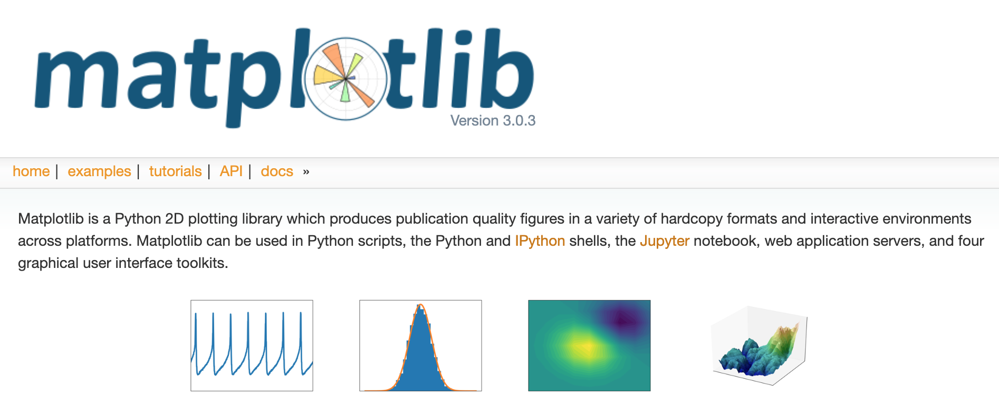 matplotlib
Version 3.0.3
home | examples | tutorials | API | docs »
Matplotlib is a Python 2D plotting library which produces publication quality figures in a variety of hardcopy formats and interactive environments
across platforms. Matplotlib can be used in Python scripts, the Python and IPython shells, the Jupyter notebook, web application servers, and four
graphical user interface toolkits.